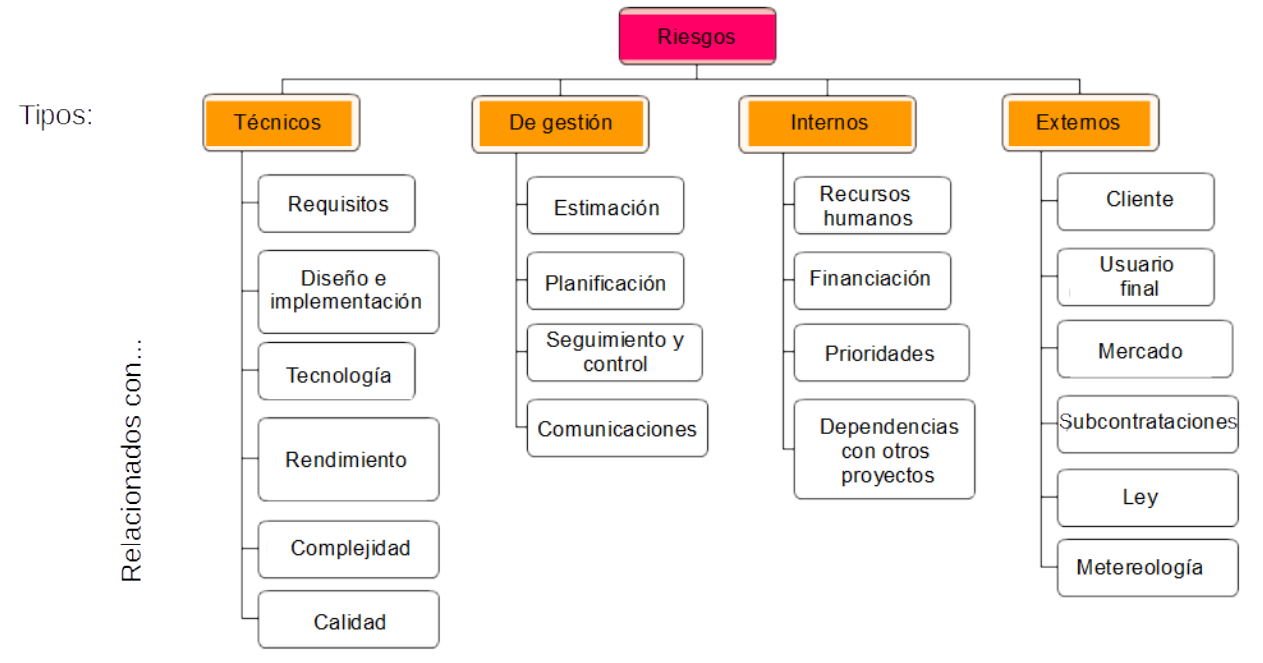 Riesgos
Tipos:
Técnicos
De gestión
Internos
Externos
Relacionados con...
Requisitos
Diseño e
implementación
Tecnología
Rendimiento
Complejidad
Calidad
Estimación
Planificación
Seguimiento y
control
Comunicaciones
Recursos
humanos
Financiación
Prioridades
Dependencias
con otros
proyectos
Cliente
Usuario
final
Mercado
Subcontrataciones
Ley
Metereología